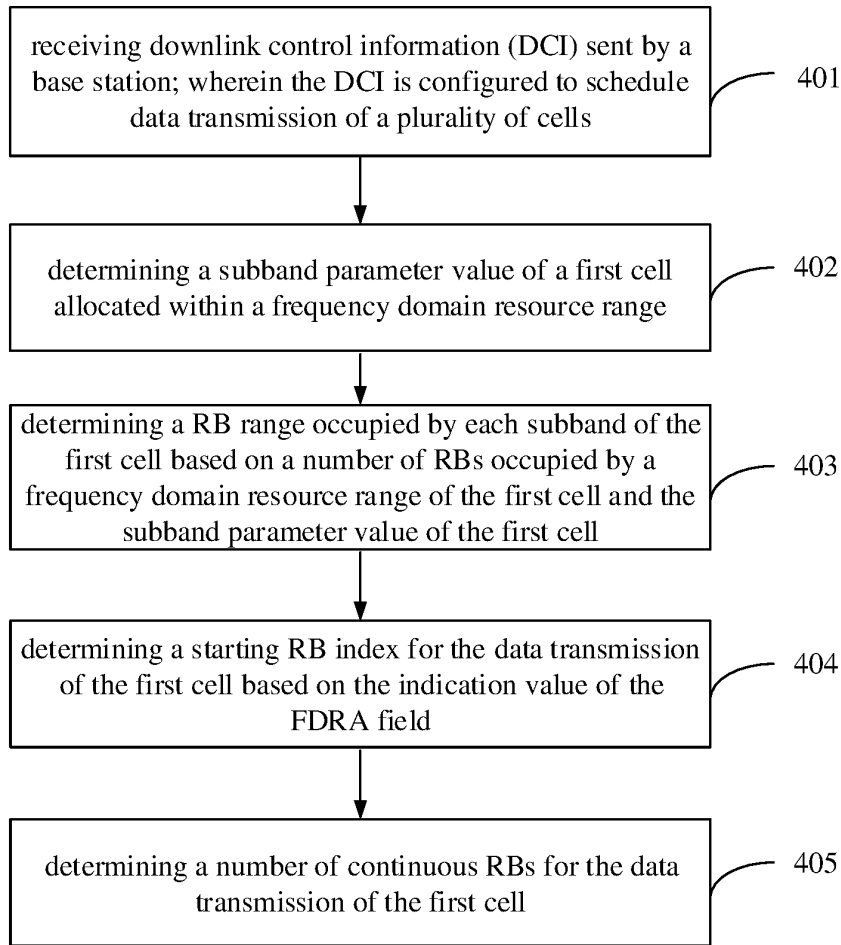 receiving downlink control information (DCI) sent by a
base station; wherein the DCI is configured to schedule
data transmission of a plurality of cells
401
determining a subband parameter value of a first cell
allocated within a frequency domain resource range
402
determining a RB range occupied by each subband of the
first cell based on a number of RBs occupied by a
frequency domain resource range of the first cell and the
subband parameter value of the first cell
403
determining a starting RB index for the data transmission
of the first cell based on the indication value of the
FDRA field
404
determining a number of continuous RBs for the data
transmission of the first cell
405